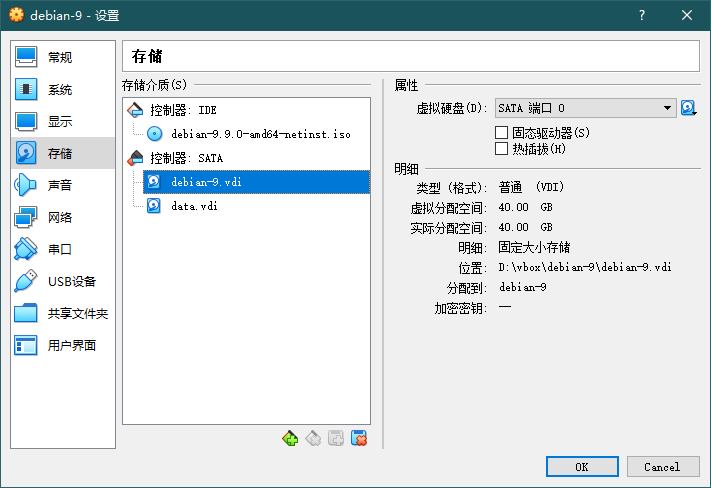 debian-9 - 设置
常规
系统
显示
存储
声音
网络
串口
USB设备
共享文件夹
用户界面
存储
存储介质(S)
控制器: IDE
debian-9.9.0-amd64-netinst.iso
控制器: SATA
debian-9.vdi
data.vdi
属性
虚拟硬盘(D): SATA 端口 0
固态驱动器(S)
热插拔(H)
明细
类型 (格式): 普通 (VDI)
虚拟分配空间: 40.00 GB
实际分配空间: 40.00 GB
明细: 固定大小存储
位置: D:\vbox\debian-9\debian-9.vdi
分配到: debian-9
加密密钥: —
OK
Cancel